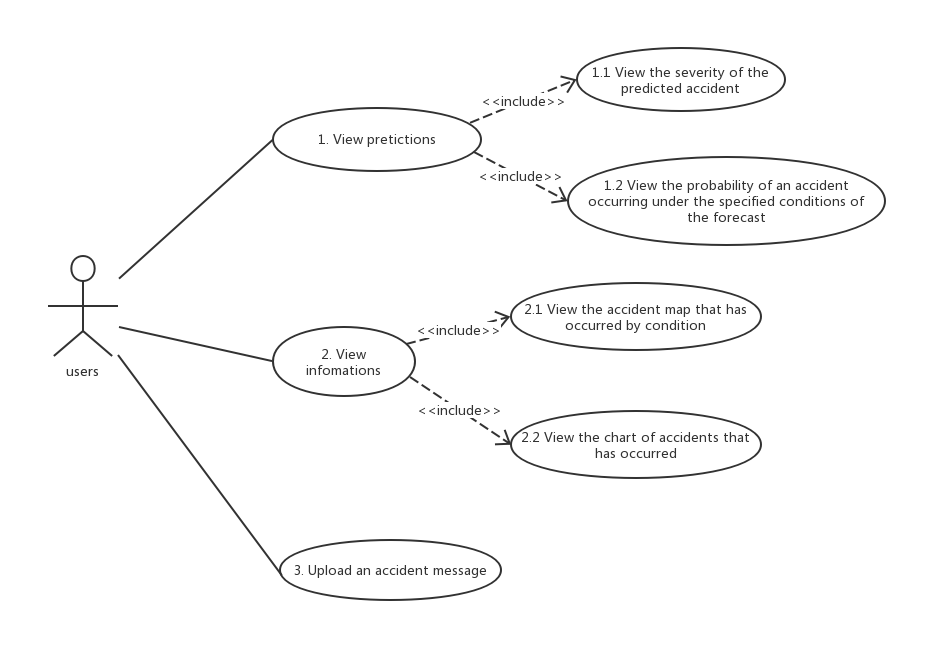 1.1 View the severity of the
predicted accident
<<include>>
1. View pretictions
<<include>>
1.2 View the probability of an accident
occurring under the specified conditions of
the forecast
users
2.1 View the accident map that has
occurred by condition
<<include>>
2. View
infomations
<<include>>
2.2 View the chart of accidents that
has occurred
3. Upload an accident message